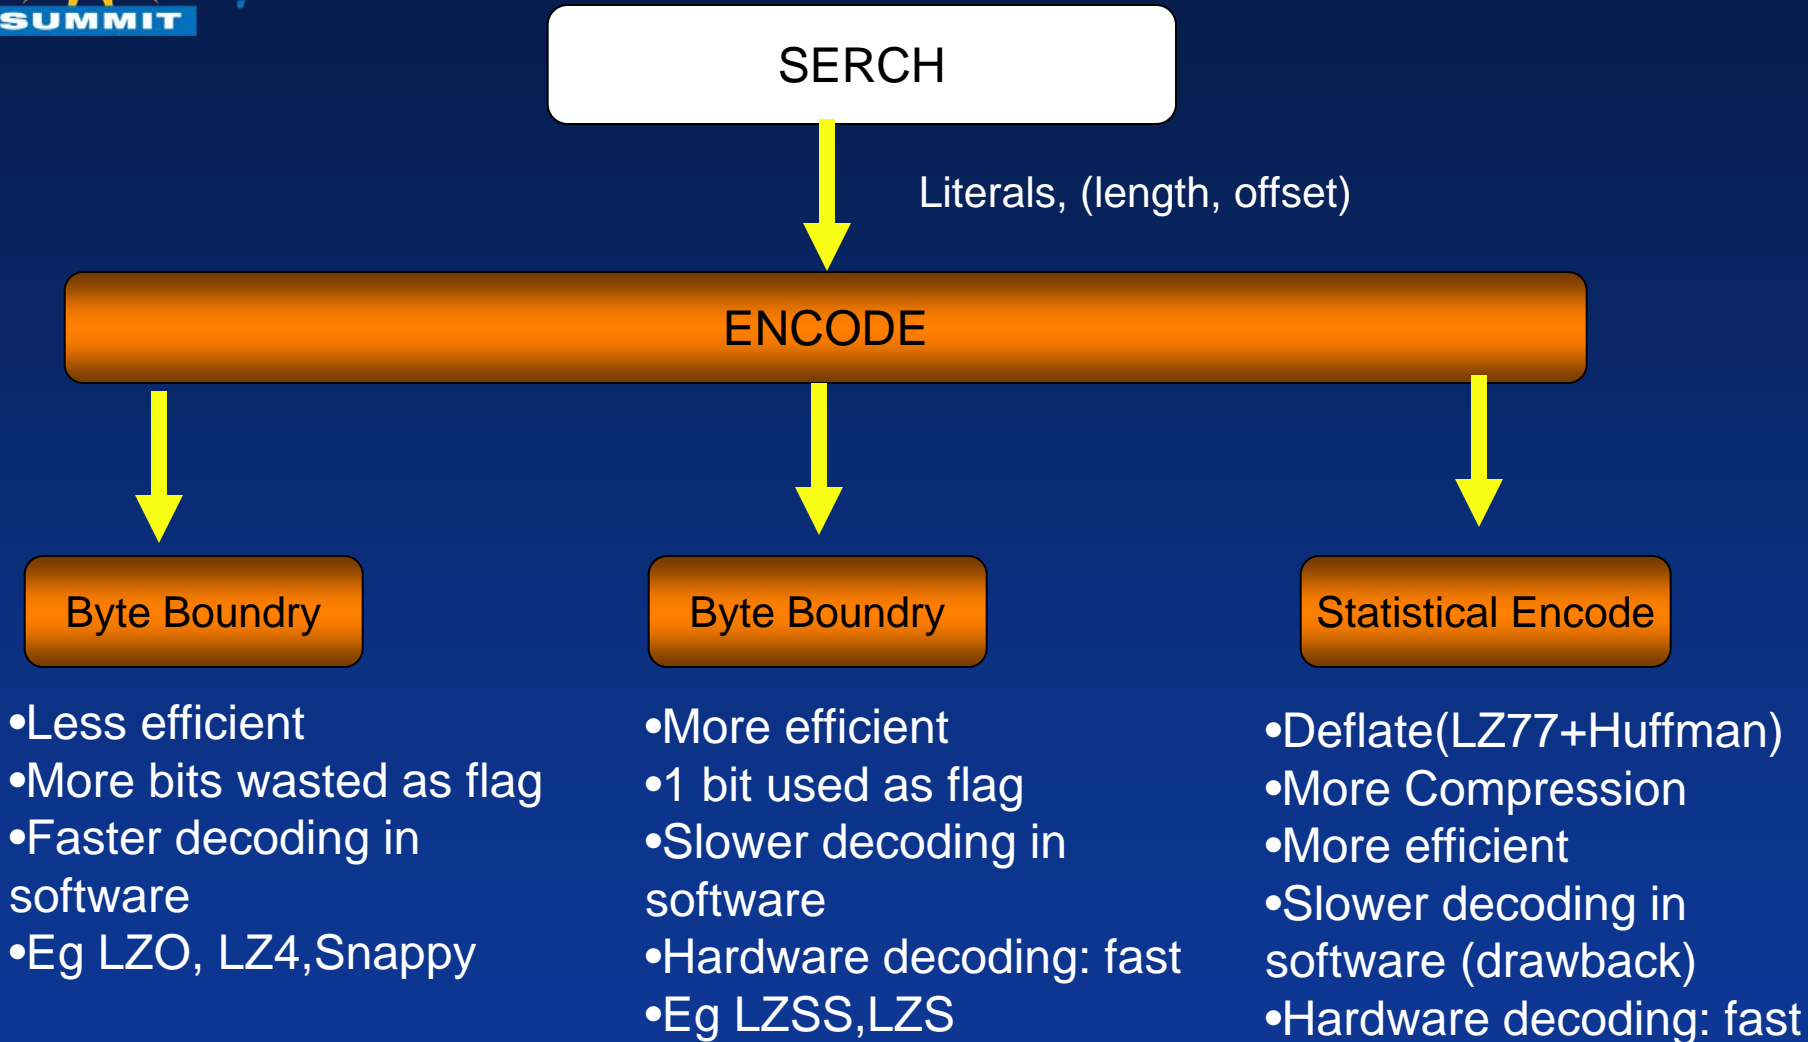 SUMMIT
SERCH
Literals, (length, offset)
ENCODE
Byte Boundry
Byte Boundry
Statistical Encode
•Less efficient
•More bits wasted as flag
•Faster decoding in
software
•Eg LZO, LZ4,Snappy
•More efficient
•1 bit used as flag
•Slower decoding in
software
•Hardware decoding: fast
•Eg LZSS,LZS
•Deflate(LZ77+Huffman)
•More Compression
•More efficient
•Slower decoding in
software (drawback)
•Hardware decoding: fast